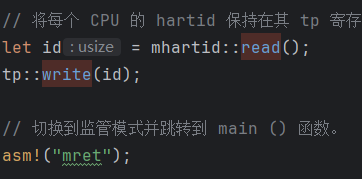 // 将每个 CPU 的 hartid 保持在其 tp 寄存
let id: usize = mhartid::read();
tp::write(id);
// 切换到监管模式并跳转到 main () 函数。
asm!("mret");